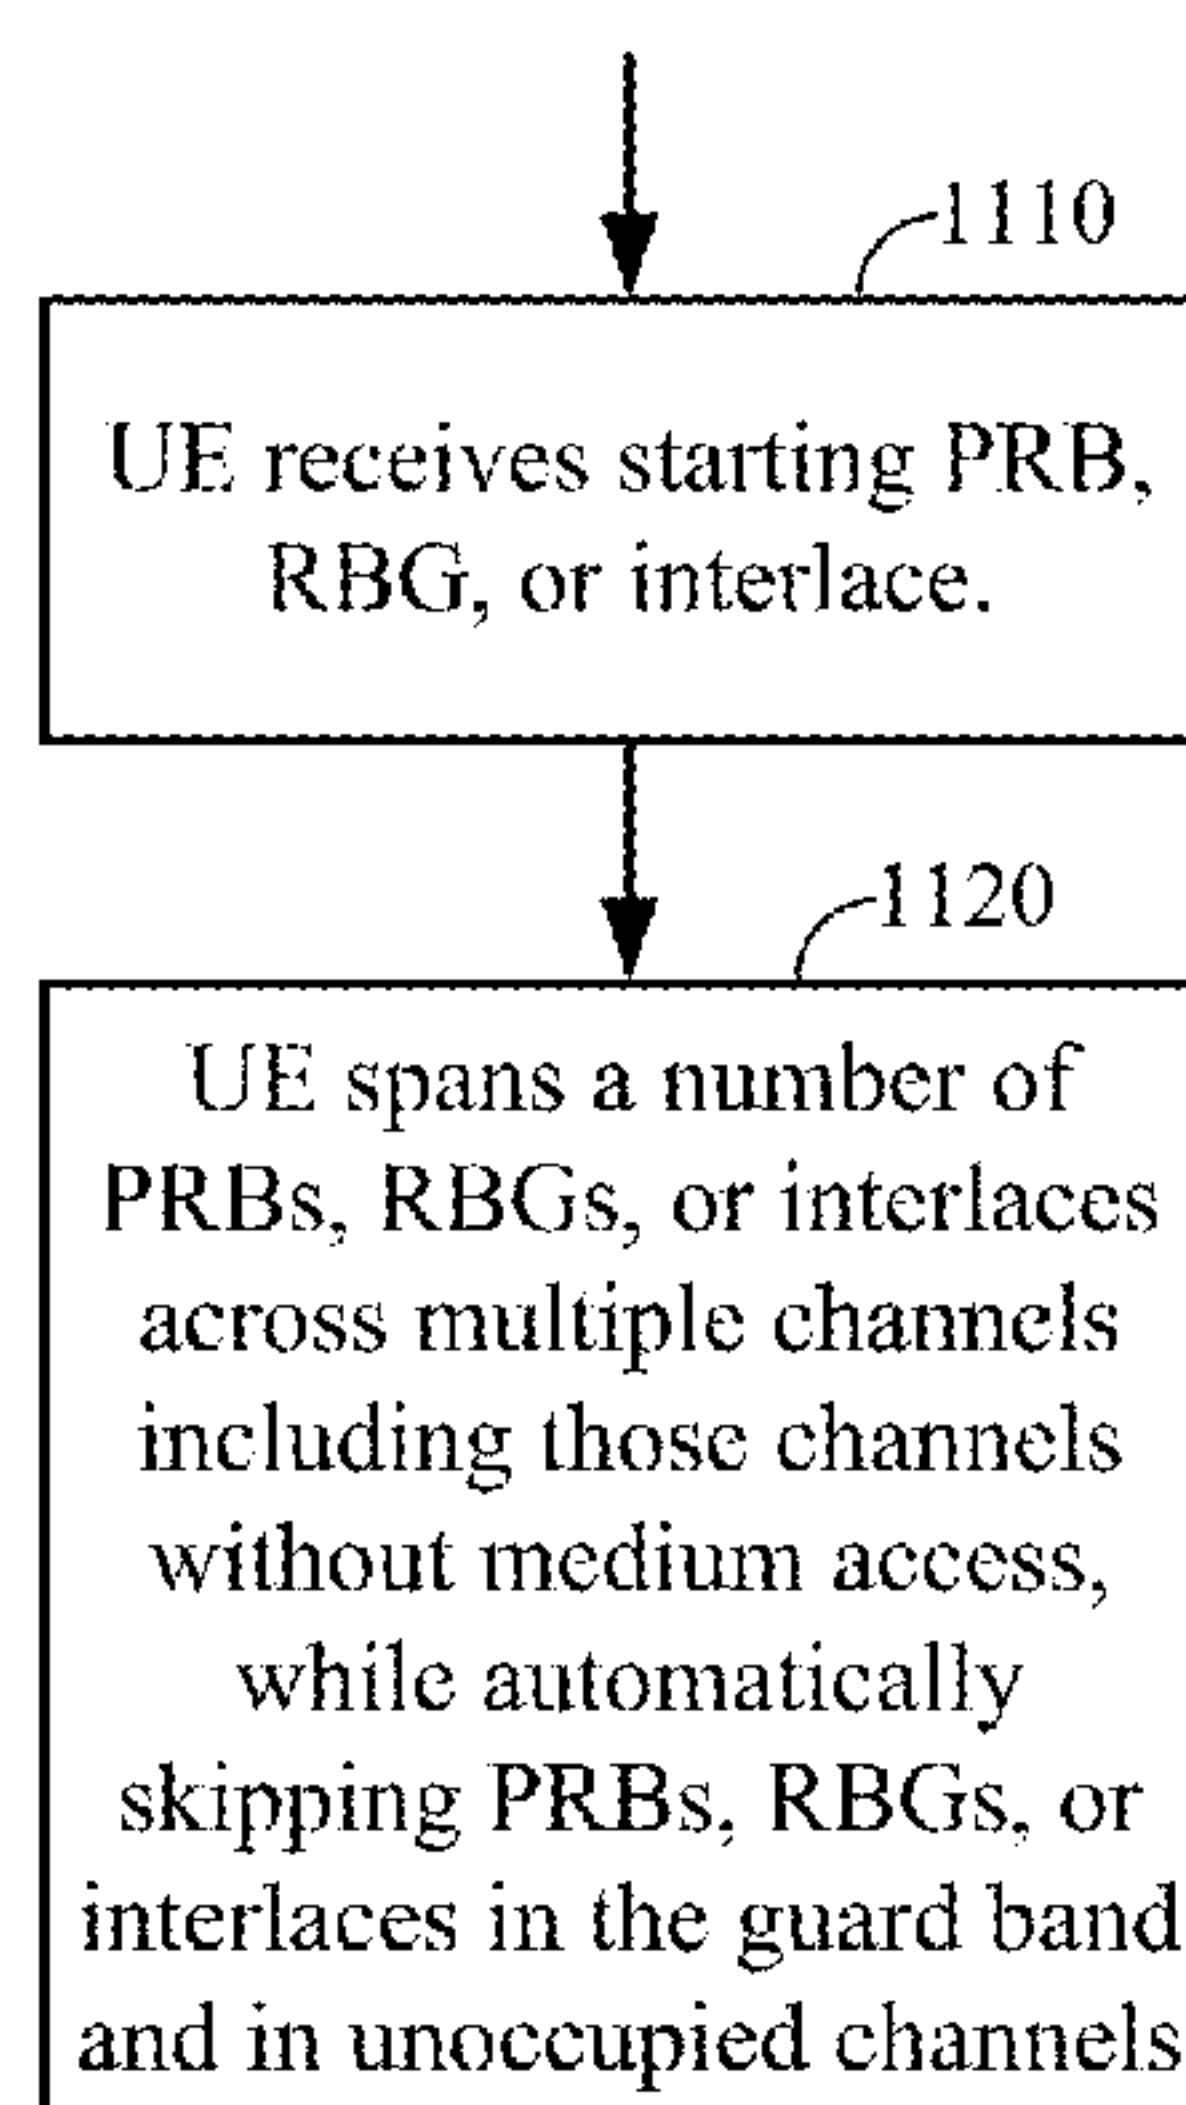 1110
UE receives starting PRB,
RBG, or interlace.
1120
UE spans a number of
PRBs, RBGs, or interlaces
across multiple channels
including those channels
without medium access,
while automatically
skipping PRBs, RBGs, or
interlaces in the guard band
and in unoccupied channels